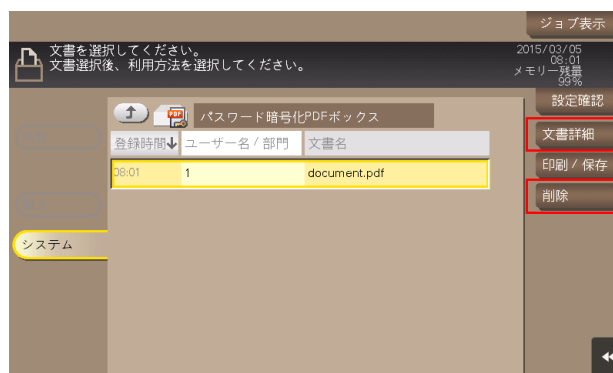 ジョブ表示
文書を選択してください。
文書選択後、利用方法を選択してください。
2015/03/05
08:01
メモリー残量
99%
設定確認
PDF
パスワード暗号化PDFボックス
文書詳細
登録時間 ユーザー名/部門 文書名
印刷/保存
08:01 1 document.pdf
削除
システム